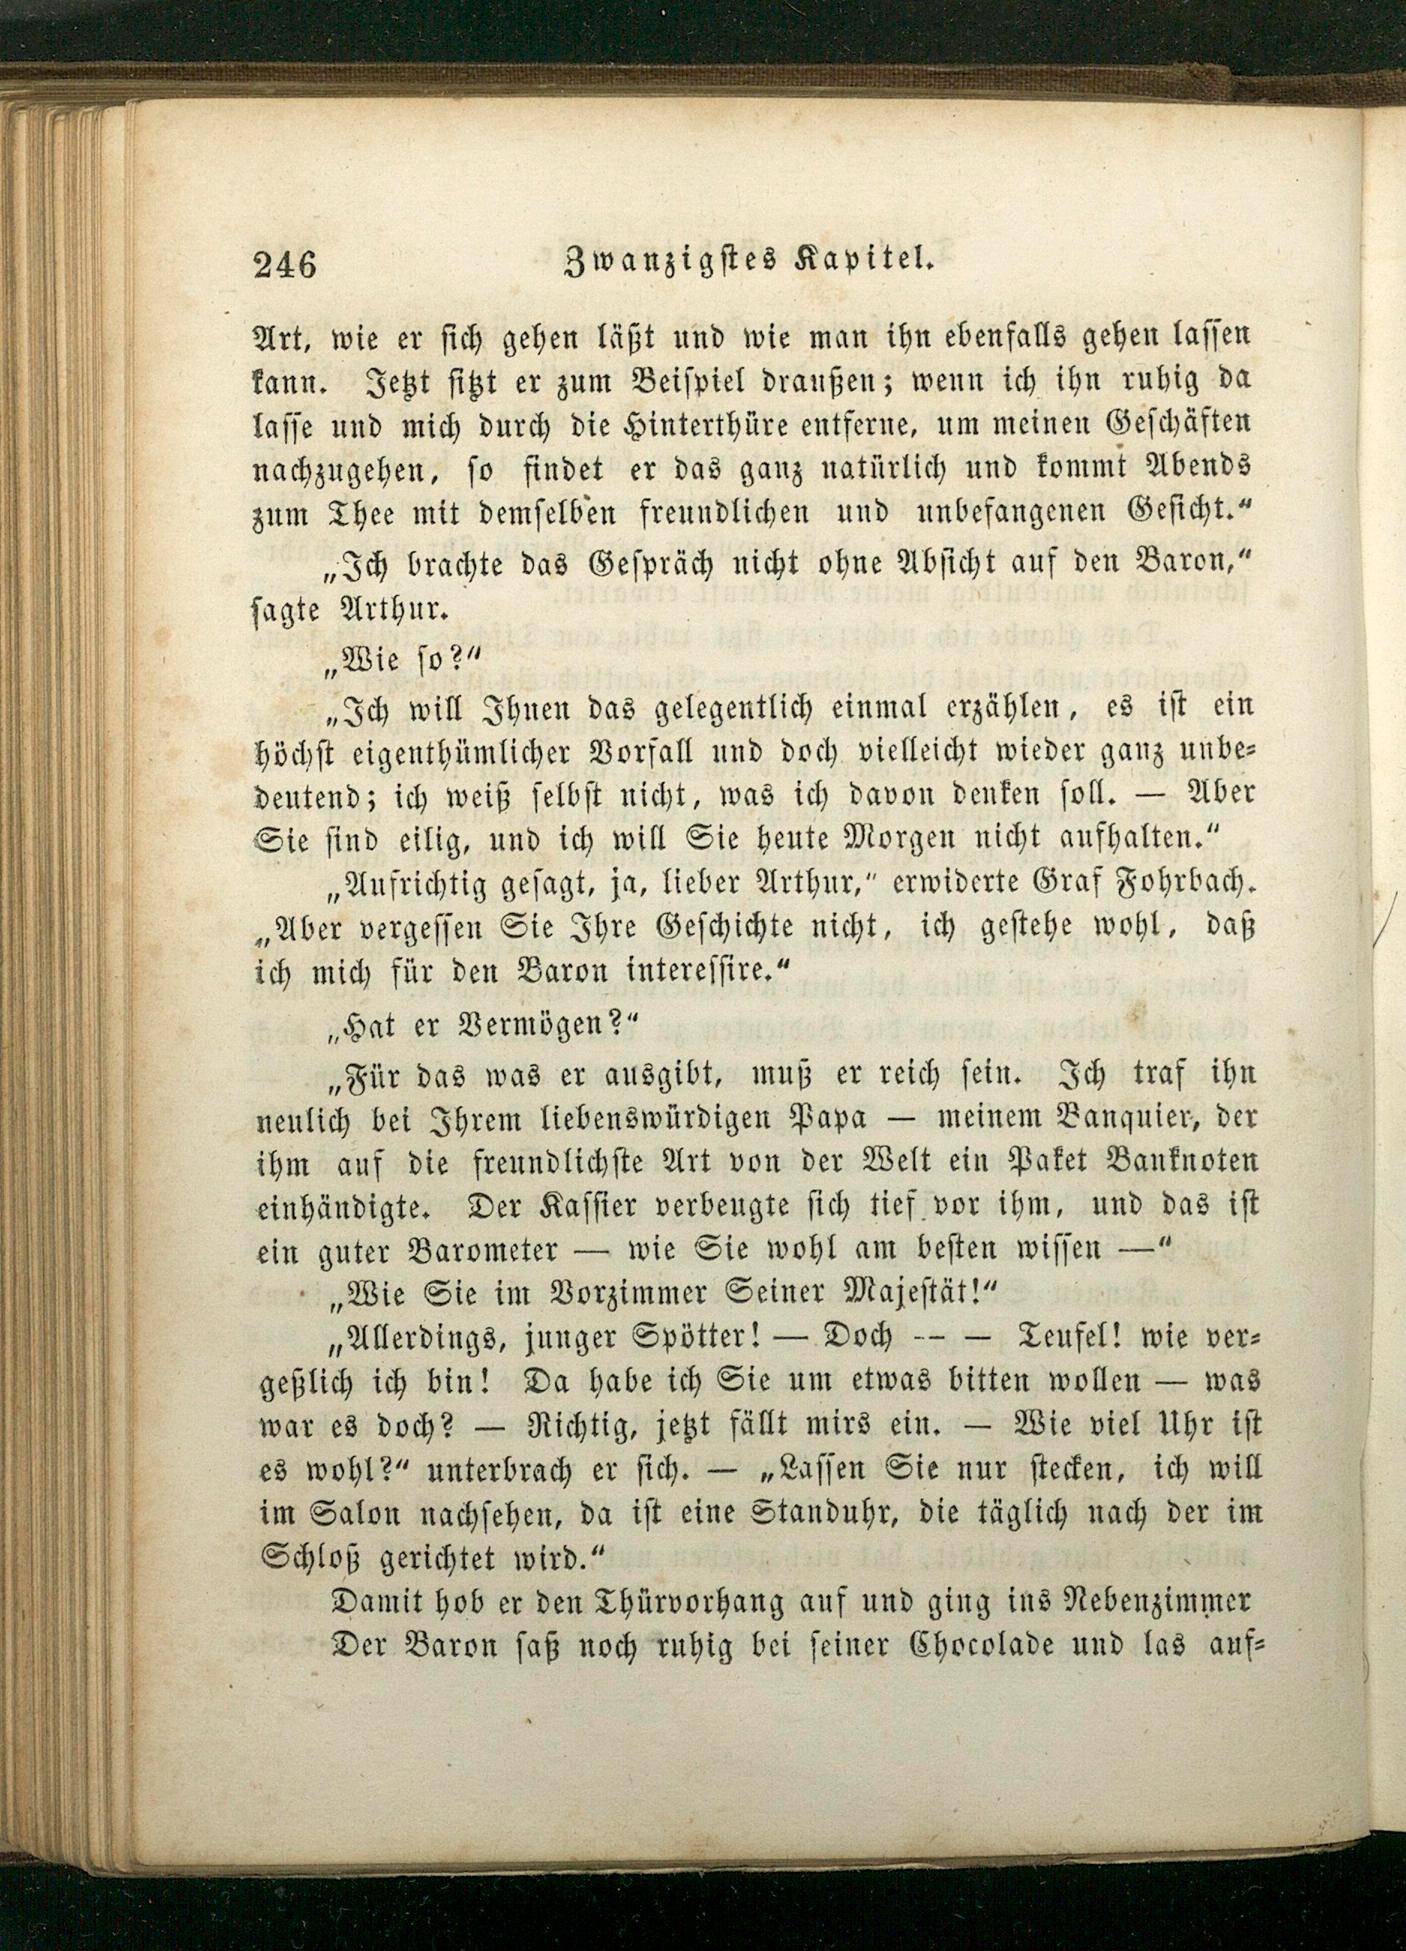 246 Zwanzigstes Kapitel.
Art, wie er sich gehen läßt und wie man ihn ebenfalls gehen lassen
kann. Jetzt sitzt er zum Beispiel draußen; wenn ich ihn ruhig da
lasse und mich durch die Hinterthüre entferne, um meinen Geschäften
nachzugehen, so findet er das ganz natürlich und kommt Abends
zum Thee mit demselben freundlichen und unbefangenen Gesicht.“
„Ich brachte das Gespräch nicht ohne Absicht auf den Baron,“
sagte Arthur.
„Wie so?“
„Ich will Ihnen das gelegentlich einmal erzählen, es ist ein
höchst eigenthümlicher Vorfall und doch vielleicht wieder ganz unbe-
deutend; ich weiß selbst nicht, was ich davon denken soll. — Aber
Sie sind eilig, und ich will Sie heute Morgen nicht aufhalten.“
„Aufrichtig gesagt, ja, lieber Arthur,“ erwiderte Graf Fohrbach.
„Aber vergessen Sie Ihre Geschichte nicht, ich gestehe wohl, daß
ich mich für den Baron interessire.“
„Hat er Vermögen?“
„Für das was er ausgibt, muß er reich sein. Ich traf ihn
neulich bei Ihrem liebenswürdigen Papa — meinem Banquier, der
ihm auf die freundlichste Art von der Welt ein Paket Banknoten
einhändigte. Der Kassier verbeugte sich tief vor ihm, und das ist
ein guter Barometer — wie Sie wohl am besten wissen —“
„Wie Sie im Vorzimmer Seiner Majestät!“
„Allerdings, junger Spötter! — Doch — — Teufel! wie ver-
geßlich ich bin! Da habe ich Sie um etwas bitten wollen — was
war es doch? — Richtig, jetzt fällt mirs ein. — Wie viel Uhr ist
es wohl?“ unterbrach er sich. — „Lassen Sie nur stecken, ich will
im Salon nachsehen, da ist eine Standuhr, die täglich nach der im
Schloß gerichtet wird.“
Damit hob er den Thürvorhang auf und ging ins Nebenzimmer
Der Baron saß noch ruhig bei seiner Chocolade und las auf-